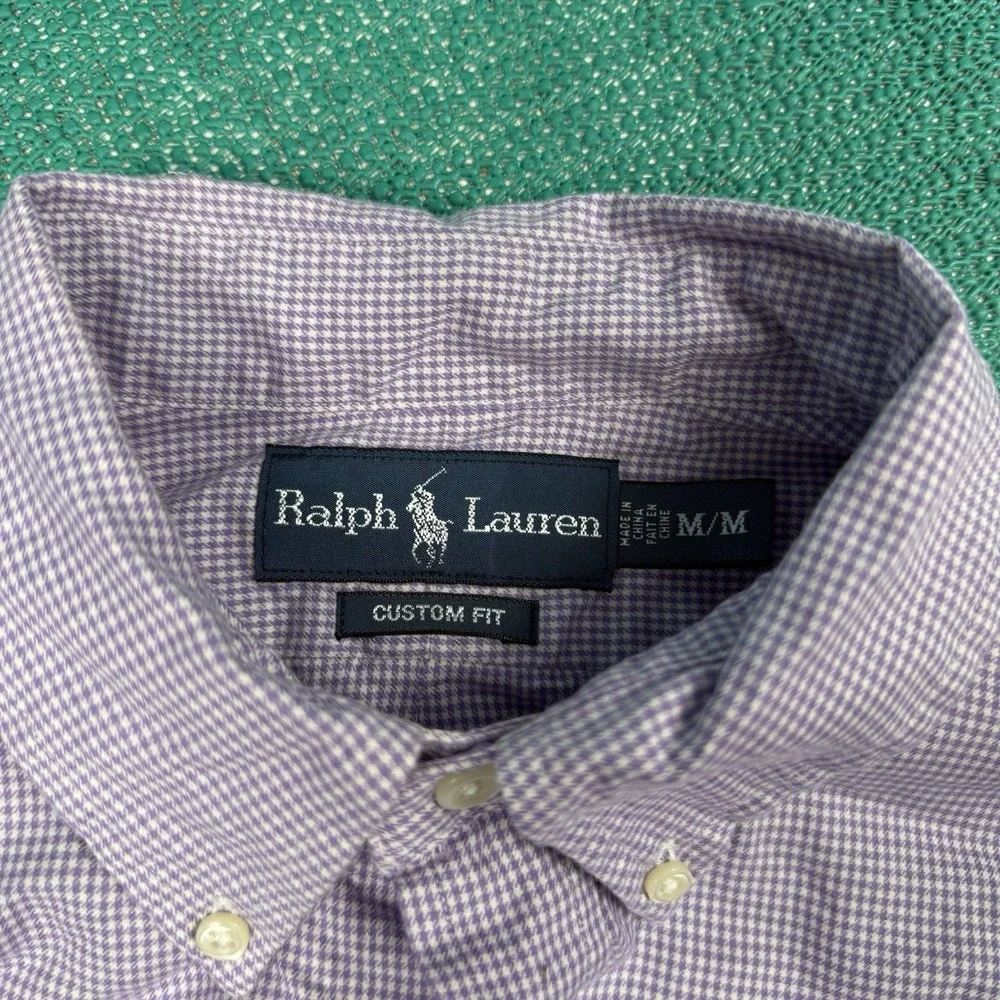 Ralph Lauren
MADE IN
CHINA
FAIT EN
CHINE
M/M
CUSTOM FIT